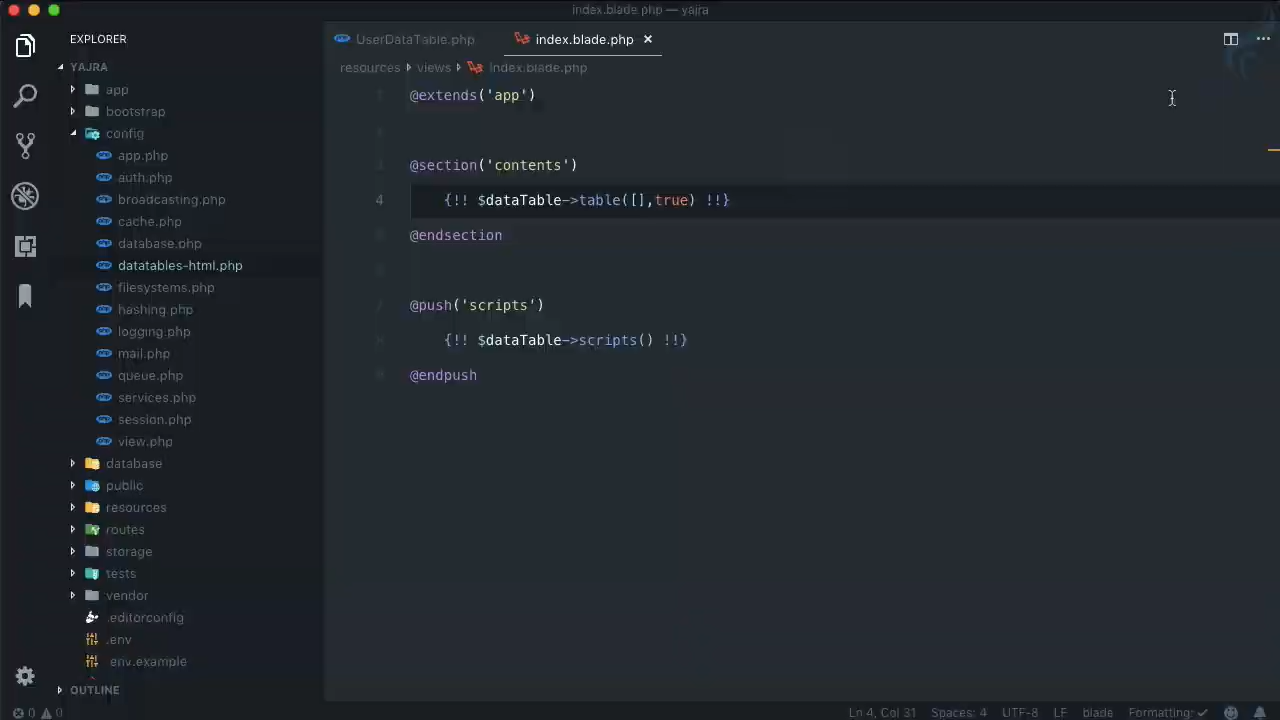 index.blade.php — yajra
EXPLORER
YAJRA
app
bootstrap
config
app.php
auth.php
broadcasting.php
cache.php
database.php
datatables-html.php
filesystems.php
hashing.php
logging.php
mail.php
queue.php
services.php
session.php
view.php
database
public
resources
routes
storage
tests
vendor
.editorconfig
.env
.env.example
OUTLINE
UserDataTable.php
index.blade.php
resources views index.blade.php
@extends('app')
@section('contents')
4 {!! $dataTable->table([],true) !!}
@endsection
@push('scripts')
{!! $dataTable->scripts() !!}
@endpush
0 0 Ln 4, Col 31 Spaces: 4 UTF-8 LF blade Formatting: ✓